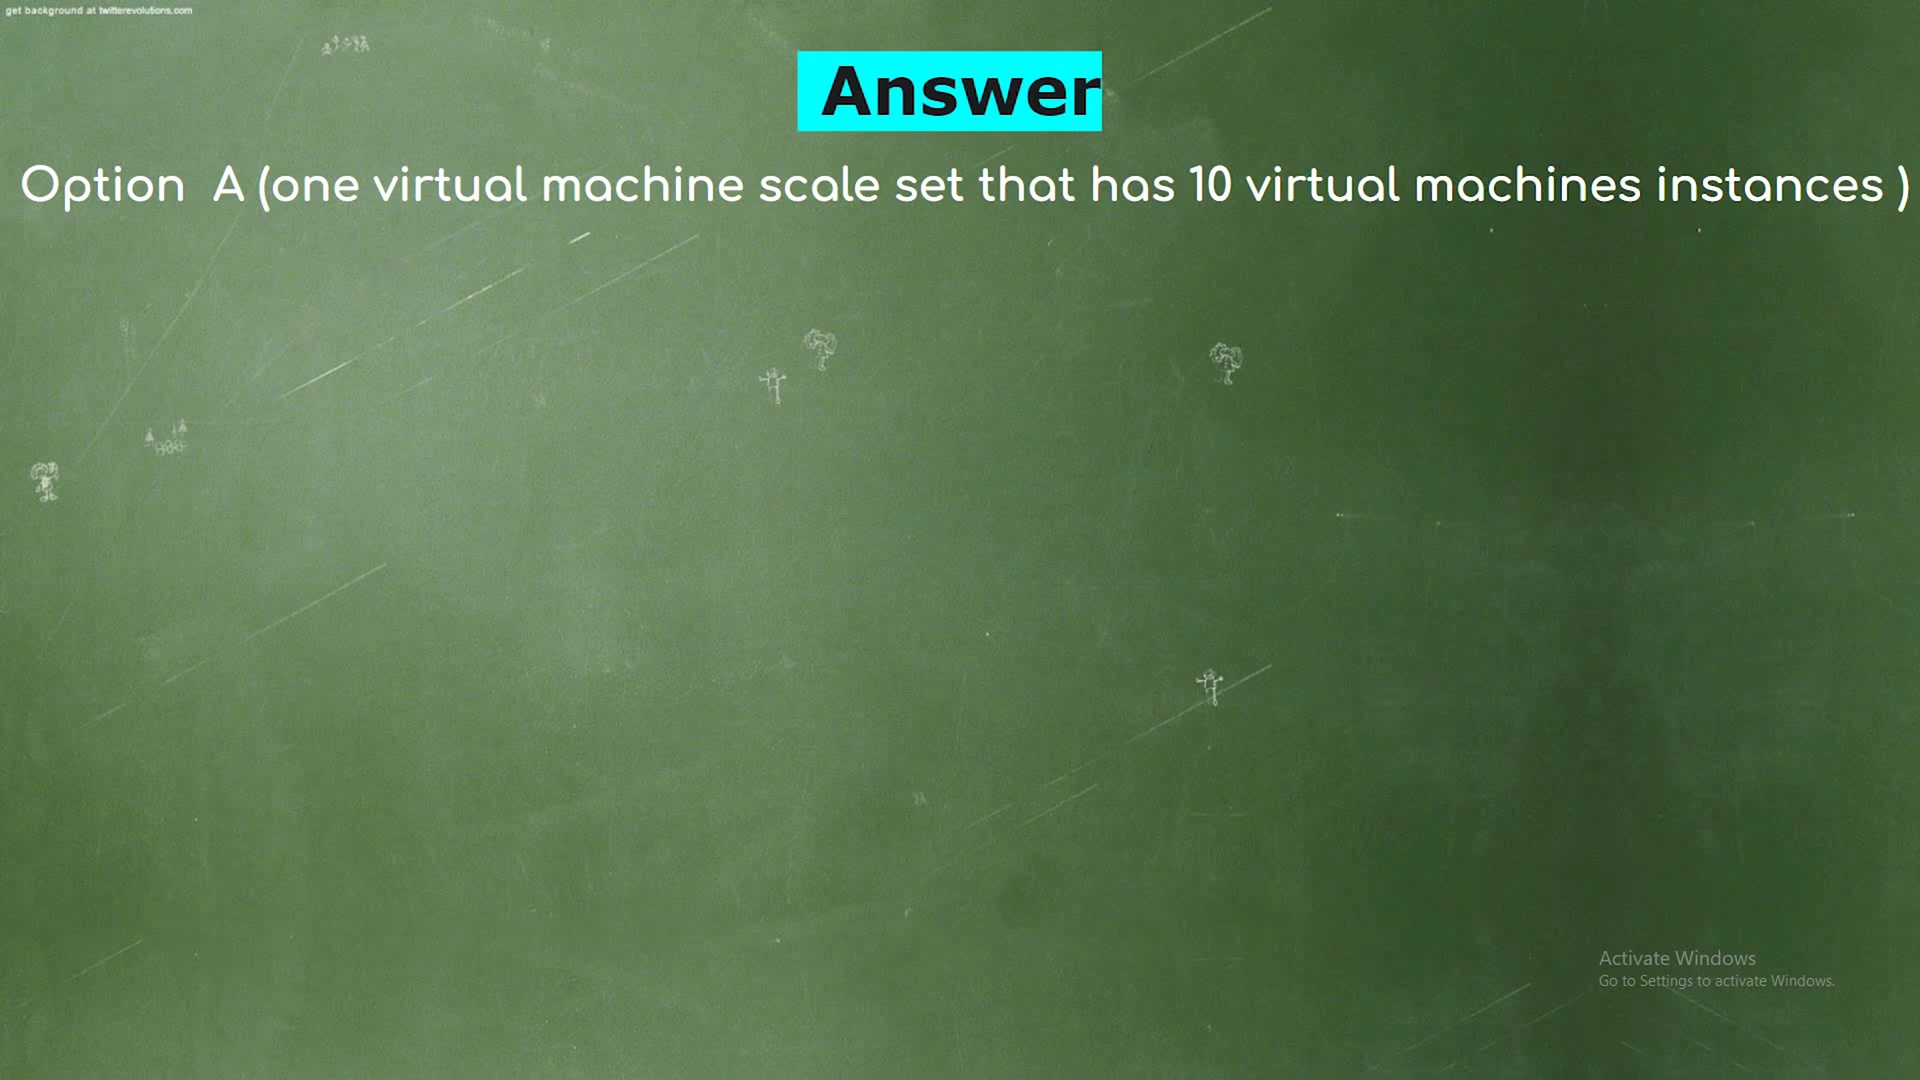 get background at twitterevolutions.com
Answer
Option A (one virtual machine scale set that has 10 virtual machines instances )
Activate Windows
Go to Settings to activate Windows.